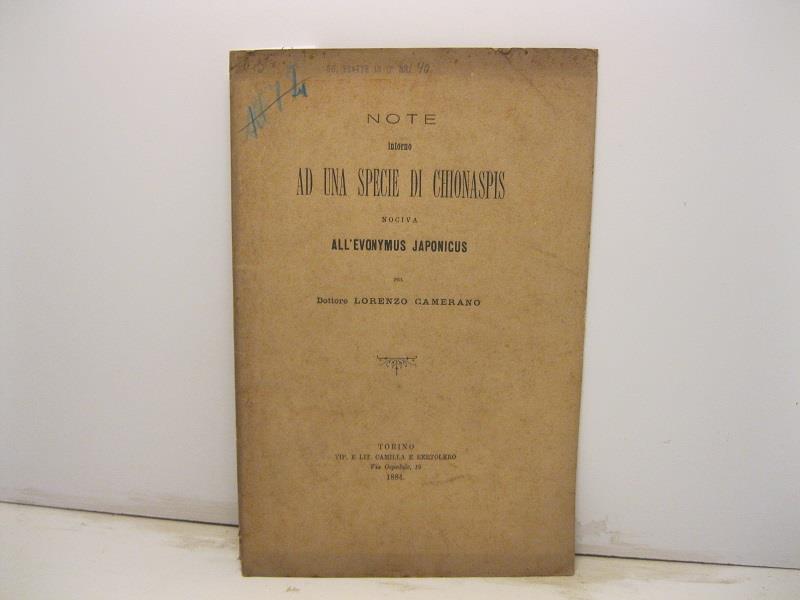 40
NOTE
intorno
AD UNA SPECIE DI CHIONASPIS
NOCIVA
ALL'EVONYMUS JAPONICUS
PEL
Dottore LORENZO CAMERANO
TORINO
TIP. E LIT. CAMILLA E BERTOLERO
Via Ospedale, 18
1884.